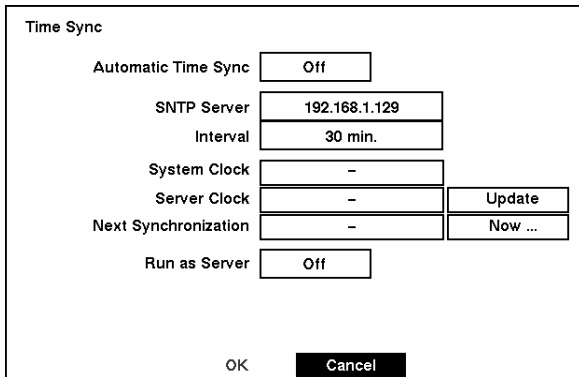 Time Sync
Automatic Time Sync Off
SNTP Server 192.168.1.129
Interval 30 min.
System Clock –
Server Clock – Update
Next Synchronization – Now ...
Run as Server Off
OK Cancel